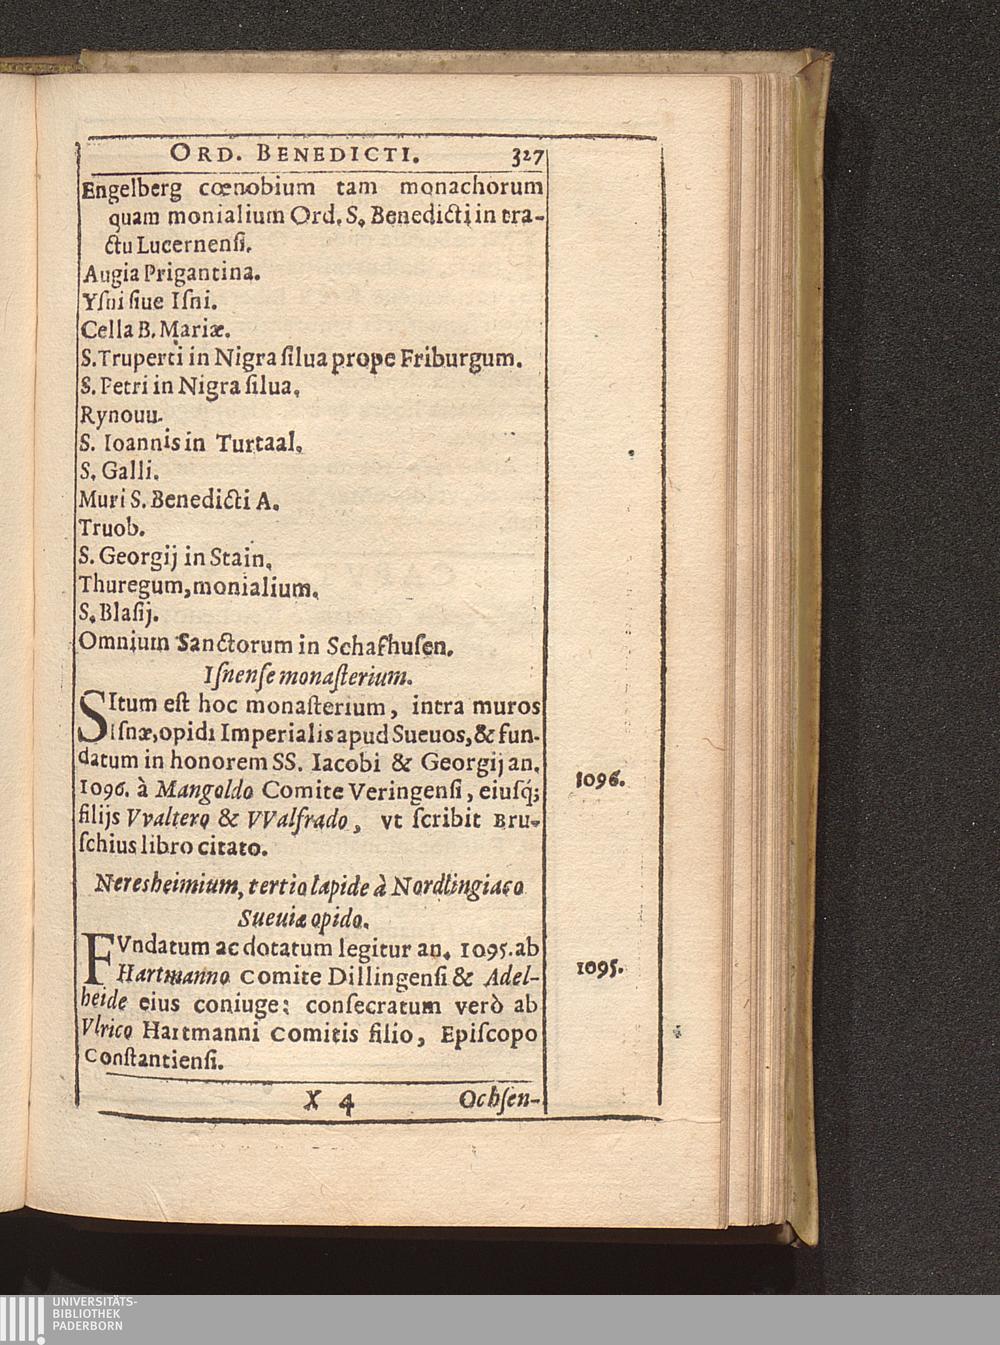 ORD. BENEDICTI. 327
Engelberg cœnobium tam monachorum
quam monialium Ord. S. Benedicti in tra-
ctu Lucernenſi.
Augia Prigantina.
Yſni ſiue Iſni.
Cella B. Mariæ.
S. Truperti in Nigra ſilua prope Friburgum.
S. Petri in Nigra ſilua.
Rynouu.
S. Ioannis in Turtaal.
S. Galli.
Muri S. Benedicti A.
Truob.
S. Georgij in Stain.
Thuregum, monialium.
S. Blaſij.
Omnium Sanctorum in Schafhuſen.
Iſnenſe monaſterium.
SItum eſt hoc monaſterium, intra muros
Iſnæ, opidi Imperialis apud Sueuos, & fun-
datum in honorem SS. Iacobi & Georgij an.
1096. à Mangoldo Comite Veringenſi, eiuſq́;
1096.
filijs Vvaltero & VValfrado, vt ſcribit Bru-
ſchius libro citato.
Neresheimium, tertio lapide à Nordlingiaco
Sueuiæ opido.
FVndatum ac dotatum legitur an. 1095. ab
Hartmanno Comite Dillingenſi & Adel-
1095.
heide eius coniuge; conſecratum verò ab
Vlrico Hartmanni Comitis filio, Epiſcopo
Conſtantienſi.
X 4 Ochſen-
UNIVERSITÄTS-
BIBLIOTHEK
PADERBORN